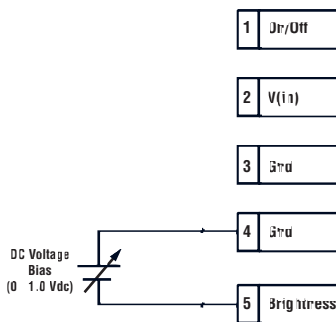 1 On/Off
2 V(in)
3 Gnd
4 Gnd
DC Voltage
Bias
(0 1.0 Vdc)
5 Brightness